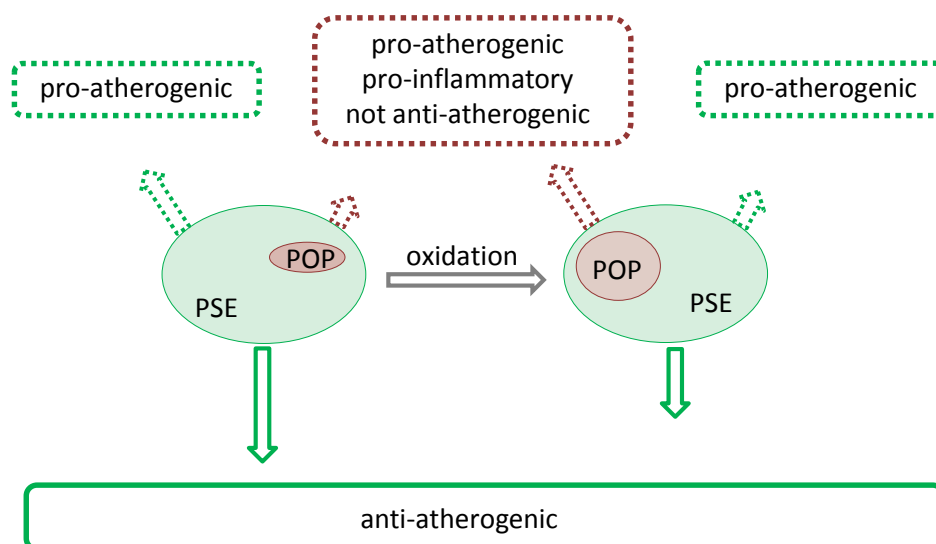 pro-atherogenic
pro-atherogenic
pro-inflammatory
not anti-atherogenic
pro-atherogenic
POP
PSE
oxidation
POP
PSE
anti-atherogenic